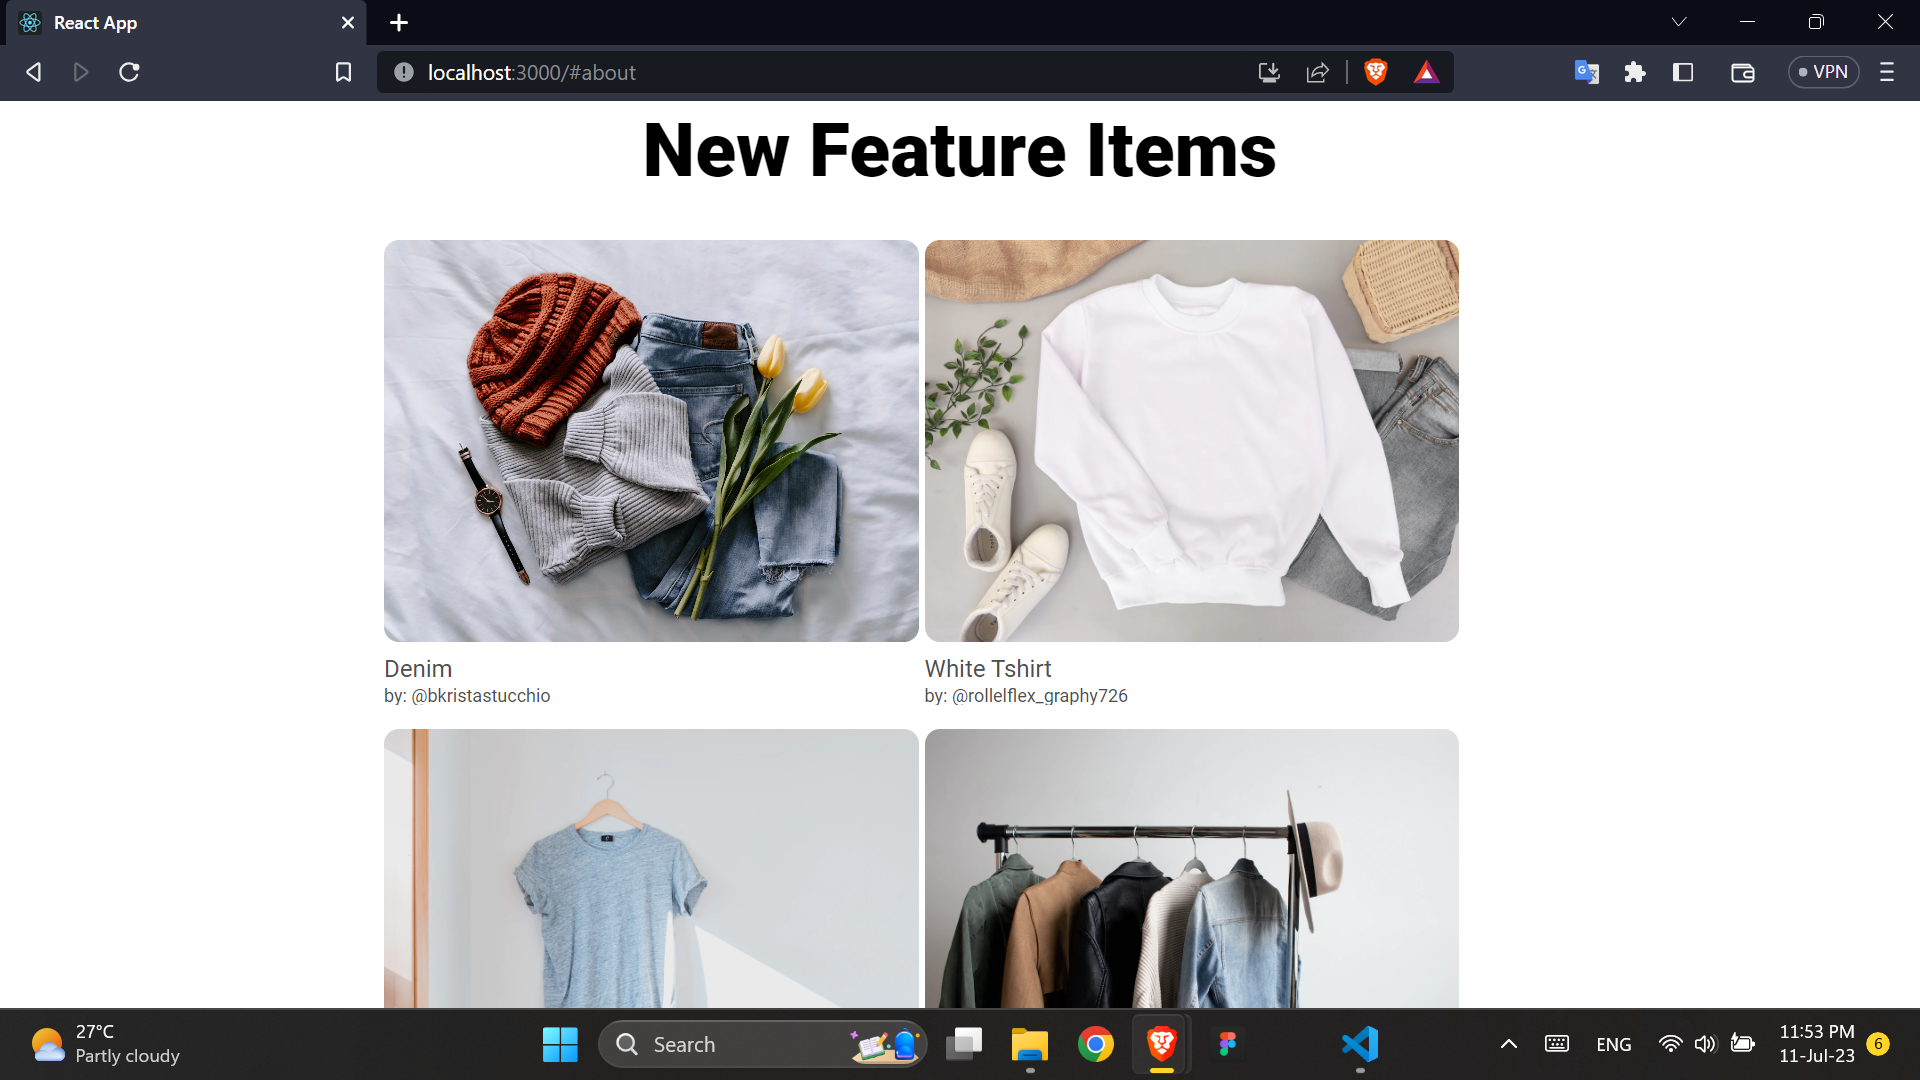 React App
localhost:3000/#about
VPN
New Feature Items
Denim
by: @bkristastucchio
White Tshirt
by: @rollelflex_graphy726
27°C
Partly cloudy
Search
ENG
11:53 PM
11-Jul-23
6